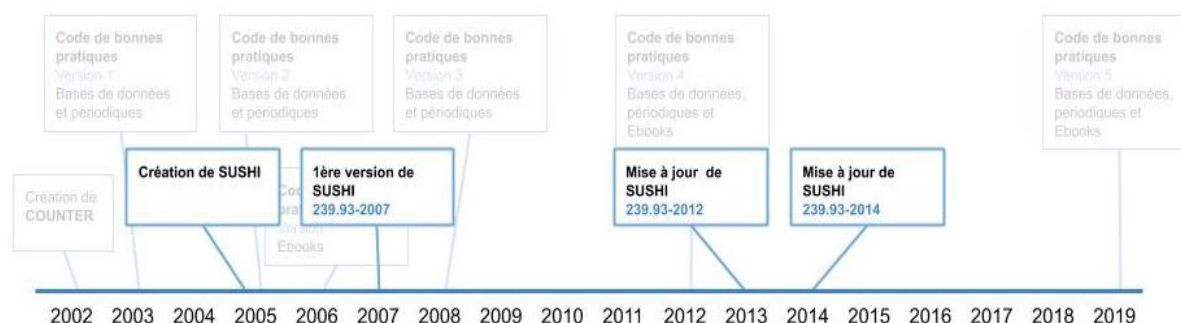 Code de bonnes
pratiques
Version 1
Bases de données
et périodiques
Code de bonnes
pratiques
Version 2
Bases de données
et périodiques
Code de bonnes
pratiques
Version 3
Bases de données
et périodiques
Code de bonnes
pratiques
Version 4
Bases de données,
périodiques et
Ebooks
Code de bonnes
pratiques
Version 5
Bases de données,
périodiques et
Ebooks
Création de
COUNTER
Création de SUSHI
Ebooks
1ère version de
SUSHI
239.93-2007
Mise à jour de
SUSHI
239.93-2012
Mise à jour de
SUSHI
239.93-2014
2002 2003 2004 2005 2006 2007 2008 2009 2010 2011 2012 2013 2014 2015 2016 2017 2018 2019